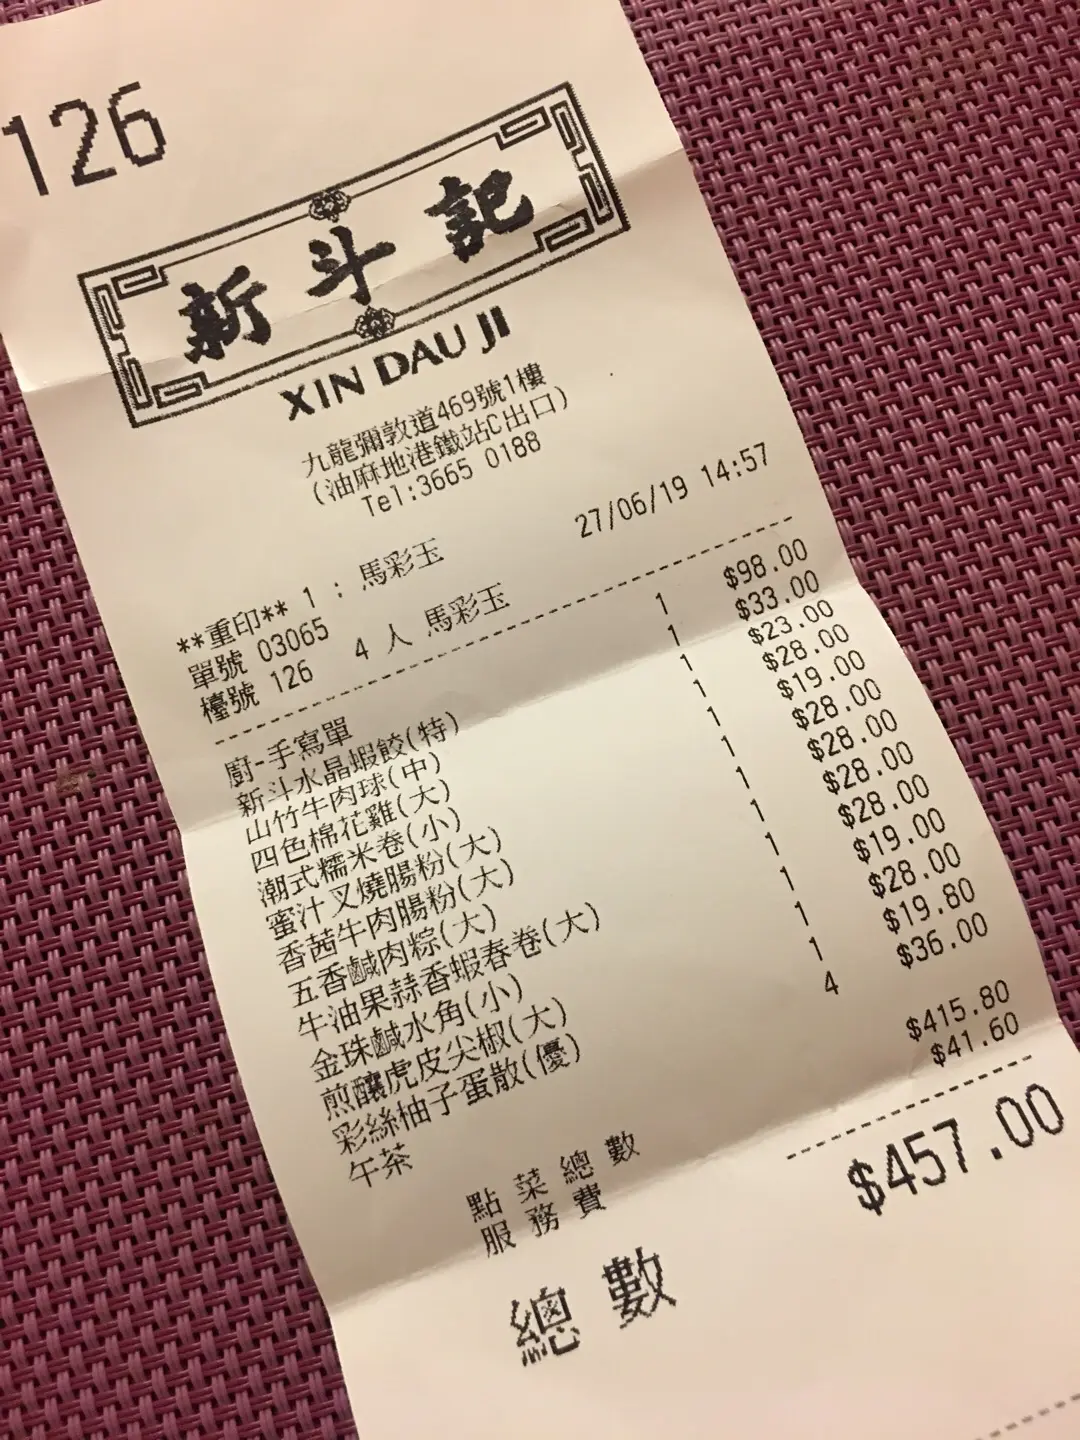 126
新斗記
XIN DAU JI
九龍彌敦道469號1樓
(油麻地港鐵站C出口)
Tel:3665 0188
27/06/19 14:57
**重印** 1 : 馬彩玉
單號 03065
檯號 126 4 人 馬彩玉
廚-手寫單 1 $98.00
新斗水晶蝦餃(特) 1 $33.00
山竹牛肉球(中) 1 $23.00
四色棉花雞(大) 1 $28.00
潮式糯米卷(小) 1 $19.00
蜜汁叉燒腸粉(大) 1 $28.00
香茜牛肉腸粉(大) 1 $28.00
五香鹹肉粽(大) 1 $28.00
牛油果蒜香蝦春卷(大) 1 $28.00
金珠鹹水角(小) 1 $19.00
煎釀虎皮尖椒(大) 1 $28.00
彩絲柚子蛋散(優) 1 $19.80
午茶 4 $36.00
點菜總數 $415.80
服務費 $41.60
總數 $457.00